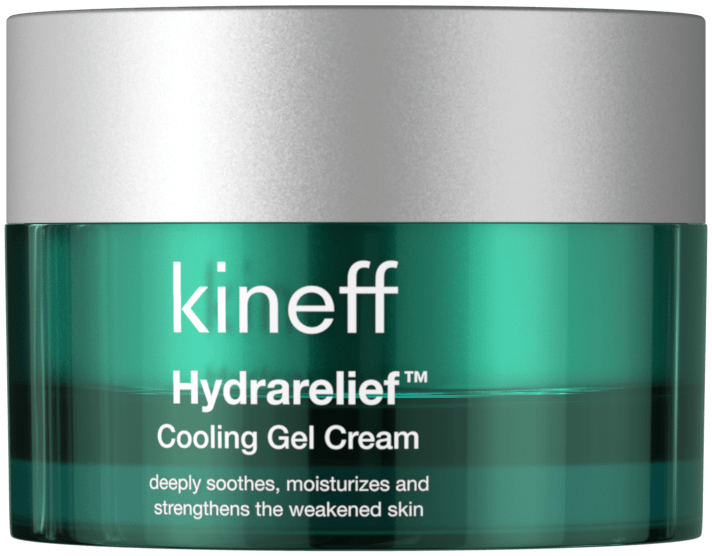 kineff
Hydrarelief™
Cooling Gel Cream
deeply soothes, moisturizes and
strengthens the weakened skin